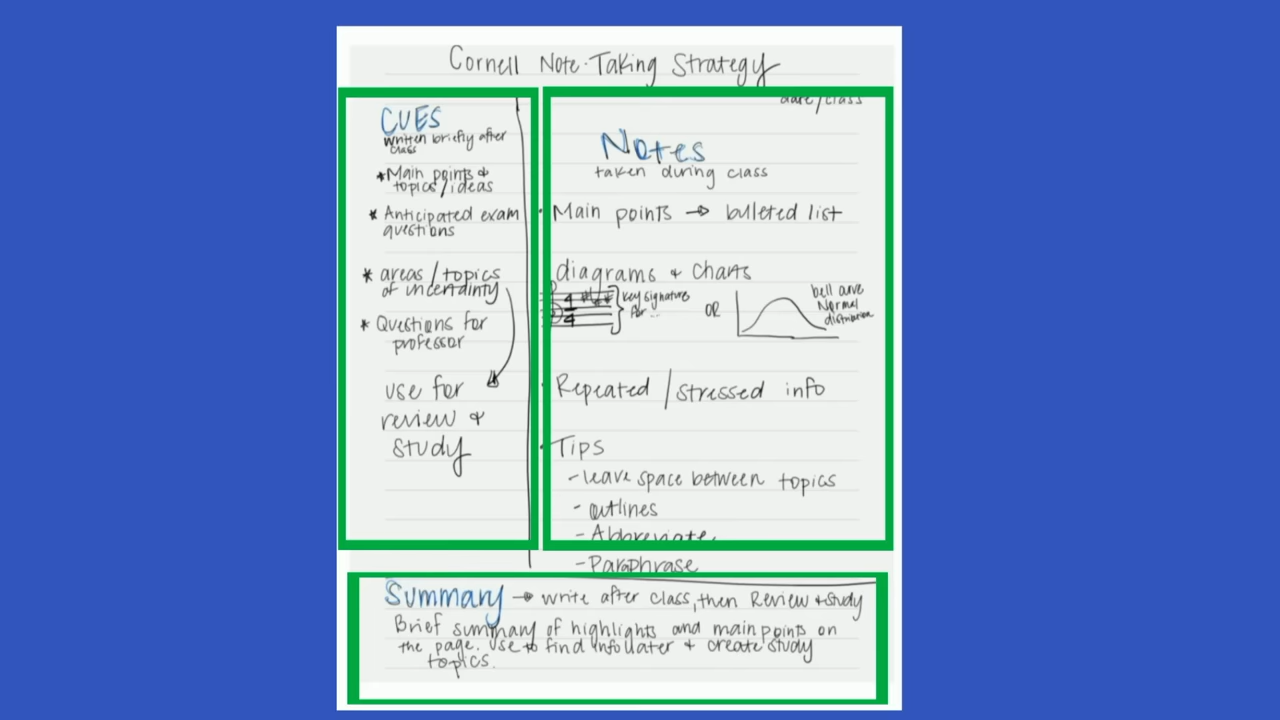 Cornell Note-Taking Strategy
date/class
CUES
written briefly after
class
*Main points &
topics/ideas
* Anticipated exam
questions
* areas/topics
of uncertainty
* Questions for
professor
use for
review &
study
Notes
taken during class
· Main points → bulleted list
diagrams & charts
4
4
key signature
for...
OR
bell curve
Normal
distribution
· Repeated/stressed info
· Tips
- leave space between topics
- outlines
- Abbreviate
- Paraphrase
Summary → write after class, then Review & study
Brief summary of highlights and main points on
the page. Use to find info later & create study
topics.